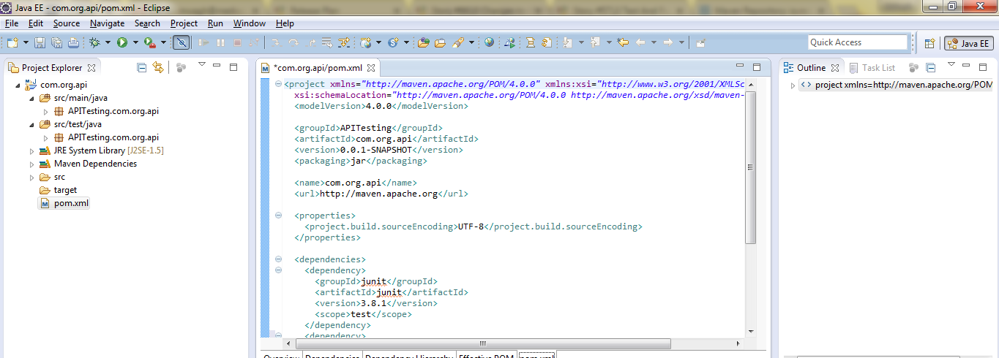 Java EE - com.org.api/pom.xml - Eclipse
File Edit Source Navigate Search Project Run Window Help
Quick Access
Java EE
Project Explorer
com.org.api
src/main/java
APITesting.com.org.api
src/test/java
APITesting.com.org.api
JRE System Library [J2SE-1.5]
Maven Dependencies
src
target
pom.xml
*com.org.api/pom.xml
<project xmlns="http://maven.apache.org/POM/4.0.0" xmlns:xsi="http://www.w3.org/2001/XMLSc
xsi:schemaLocation="http://maven.apache.org/POM/4.0.0 http://maven.apache.org/xsd/maven-
<modelVersion>4.0.0</modelVersion>
<groupId>APITesting</groupId>
<artifactId>com.org.api</artifactId>
<version>0.0.1-SNAPSHOT</version>
<packaging>jar</packaging>
<name>com.org.api</name>
<url>http://maven.apache.org</url>
<properties>
<project.build.sourceEncoding>UTF-8</project.build.sourceEncoding>
</properties>
<dependencies>
<dependency>
<groupId>junit</groupId>
<artifactId>junit</artifactId>
<version>3.8.1</version>
<scope>test</scope>
</dependency>
<dependency>
Overview Dependencies Dependency Hierarchy Effective POM pom.xml
Outline
Task List
project xmlns=http://maven.apache.org/POM